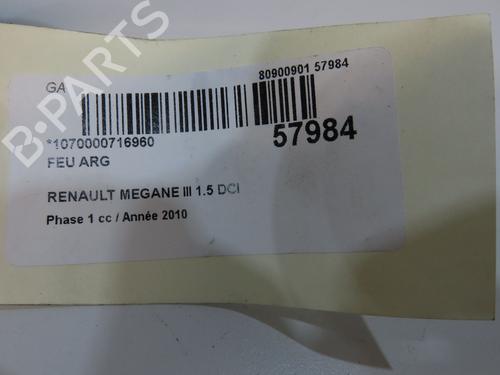 B-PARTS
80900901 57984
GA
*1070000716960
57984
FEU ARG
RENAULT MEGANE III 1.5 DCI
Phase 1 cc / Année 2010